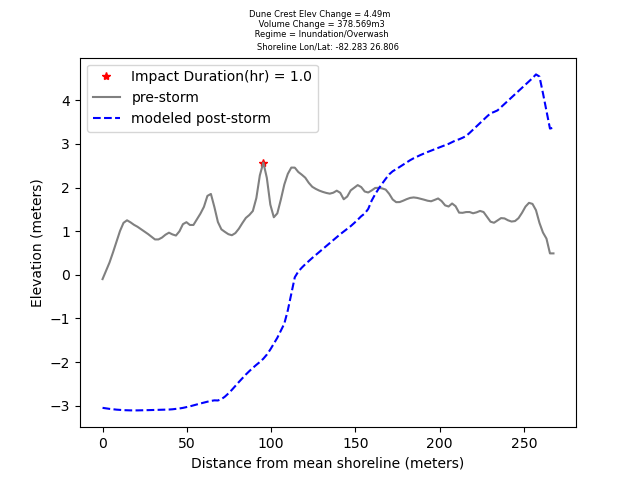 Dune Crest Elev Change = 4.49m
Volume Change = 378.569m3
Regime = Inundation/Overwash
Shoreline Lon/Lat: -82.283 26.806
Impact Duration(hr) = 1.0
pre-storm
modeled post-storm
4
3
2
1
0
−1
−2
−3
Elevation (meters)
0 50 100 150 200 250
Distance from mean shoreline (meters)